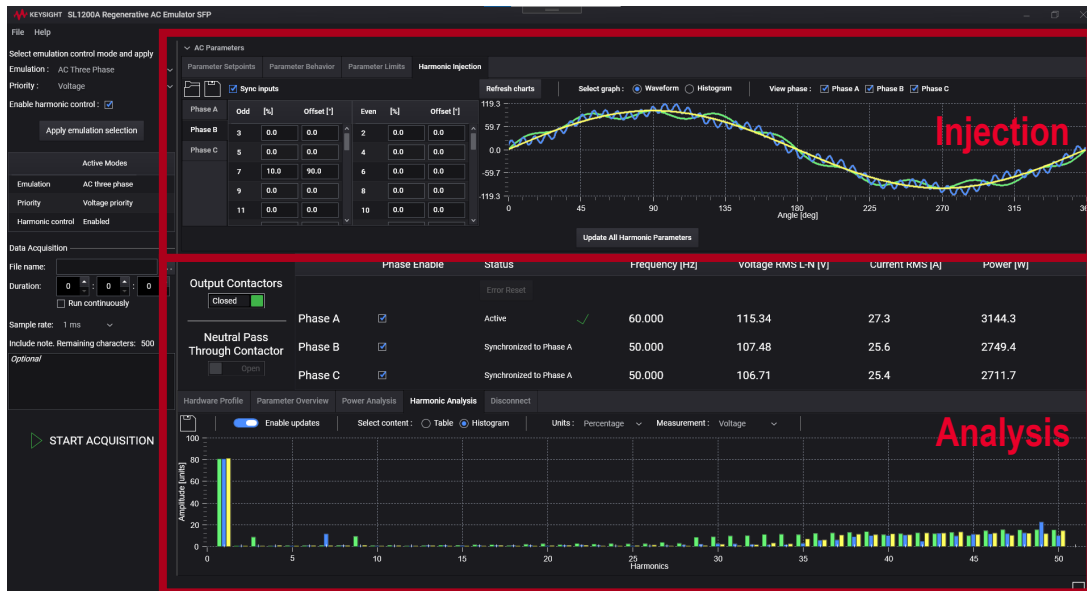 KEYSIGHT SL1200A Regenerative AC Emulator SFP
File Help
Select emulation control mode and apply
Emulation : AC Three Phase
Priority : Voltage
Enable harmonic control :
Apply emulation selection
Active Modes
Emulation AC three phase
Priority Voltage priority
Harmonic control Enabled
Data Acquisition
File name:
Duration: 0 : 0 : 0
Run continuously
Sample rate: 1 ms
Include note. Remaining characters: 500
Optional
START ACQUISITION
AC Parameters
Parameter Setpoints Parameter Behavior Parameter Limits Harmonic Injection
Sync inputs
Refresh charts Select graph : Waveform Histogram View phase : Phase A Phase B Phase C
Phase A
Phase B
Phase C
Odd [%] Offset [°] Even [%] Offset [°]
3 0.0 0.0 2 0.0 0.0
5 0.0 0.0 4 0.0 0.0
7 10.0 90.0 6 0.0 0.0
9 0.0 0.0 8 0.0 0.0
11 0.0 0.0 10 0.0 0.0
119.3
59.7
0.0
-59.7
-119.3
0 45 90 135 180 225 270 315
Angle [deg]
Injection
Update All Harmonic Parameters
Phase Enable Status Frequency [Hz] Voltage RMS L-N [V] Current RMS [A] Power [W]
Output Contactors
Closed
Error Reset
Phase A Active 60.000 115.34 27.3 3144.3
Neutral Pass
Through Contactor
Open
Phase B Synchronized to Phase A 50.000 107.48 25.6 2749.4
Phase C Synchronized to Phase A 50.000 106.71 25.4 2711.7
Hardware Profile Parameter Overview Power Analysis Harmonic Analysis Disconnect
Enable updates Select content : Table Histogram Units : Percentage Measurement : Voltage
Analysis
Amplitude [units]
100
80
60
40
20
0
0 5 10 15 20 25 30 35 40 45 50
Harmonics